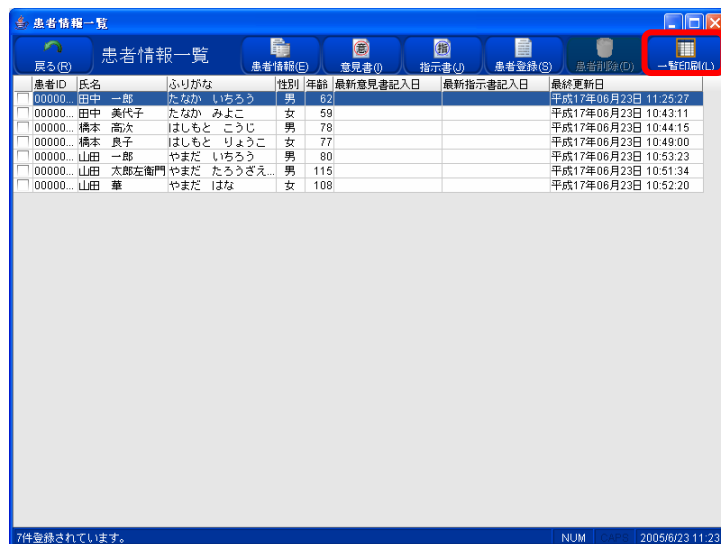 患者情報一覧
戻る(R) 患者情報一覧 患者情報(E) 意 意見書(I) 指 指示書(J) 患者登録(S) 患者削除(D) 一覧印刷(L)
患者ID 氏名 ふりがな 性別 年齢 最新意見書記入日 最新指示書記入日 最終更新日
00000... 田中 一郎 たなか いちろう 男 62 平成17年06月23日 11:25:27
00000... 田中 美代子 たなか みよこ 女 59 平成17年06月23日 10:43:11
00000... 橋本 高次 はしもと こうじ 男 78 平成17年06月23日 10:44:15
00000... 橋本 良子 はしもと りょうこ 女 77 平成17年06月23日 10:49:00
00000... 山田 一郎 やまだ いちろう 男 80 平成17年06月23日 10:53:23
00000... 山田 太郎左衛門 やまだ たろうざえ... 男 115 平成17年06月23日 10:51:34
00000... 山田 華 やまだ はな 女 108 平成17年06月23日 10:52:20
7件登録されています。 NUM CAPS 2005/6/23 11:23